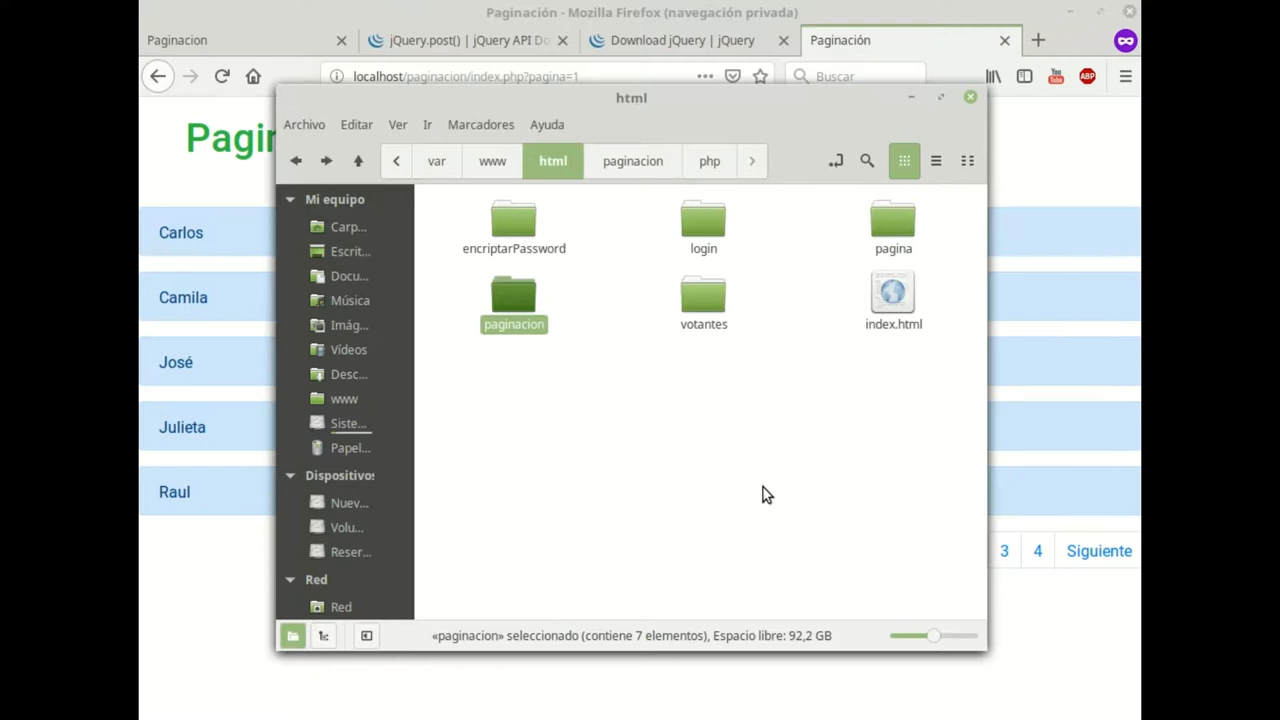 Paginación - Mozilla Firefox (navegación privada)
Paginacion
jQuery.post() | jQuery API Do
Download jQuery | jQuery
Paginación
localhost/paginacion/index.php?pagina=1
Buscar
You
ABP
html
Archivo Editar Ver Ir Marcadores Ayuda
var www html paginacion php
Pagin
Carlos
Camila
José
Julieta
Raul
3 4 Siguiente
Mi equipo
Carp...
Escrit...
Docu...
Música
Imág...
Vídeos
Desc...
www
Siste...
Papel...
Dispositivos
Nuev...
Volu...
Reser...
Red
Red
encriptarPassword
login
pagina
paginacion
votantes
index.html
«paginacion» seleccionado (contiene 7 elementos), Espacio libre: 92,2 GB